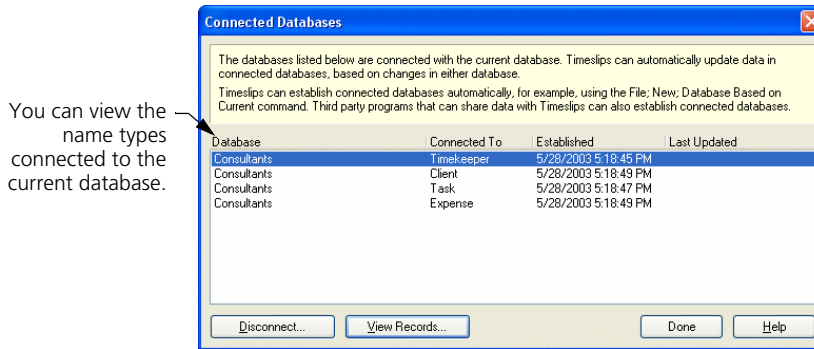 Connected Databases
The databases listed below are connected with the current database. Timeslips can automatically update data in
connected databases, based on changes in either database.
Timeslips can establish connected databases automatically, for example, using the File; New; Database Based on
Current command. Third party programs that can share data with Timeslips can also establish connected databases.
You can view the
name types
connected to the
current database.
Database Connected To Established Last Updated
Consultants Timekeeper 5/28/2003 5:18:45 PM
Consultants Client 5/28/2003 5:18:49 PM
Consultants Task 5/28/2003 5:18:47 PM
Consultants Expense 5/28/2003 5:18:49 PM
Disconnect... View Records... Done Help